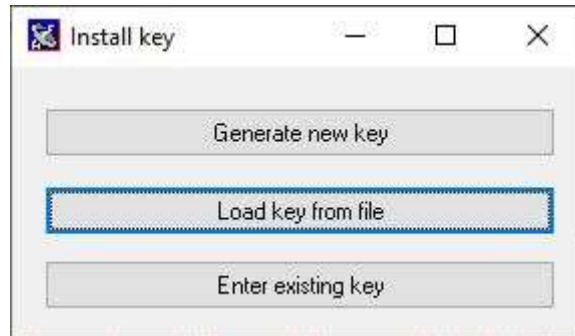 Install key
Generate new key
Load key from file
Enter existing key